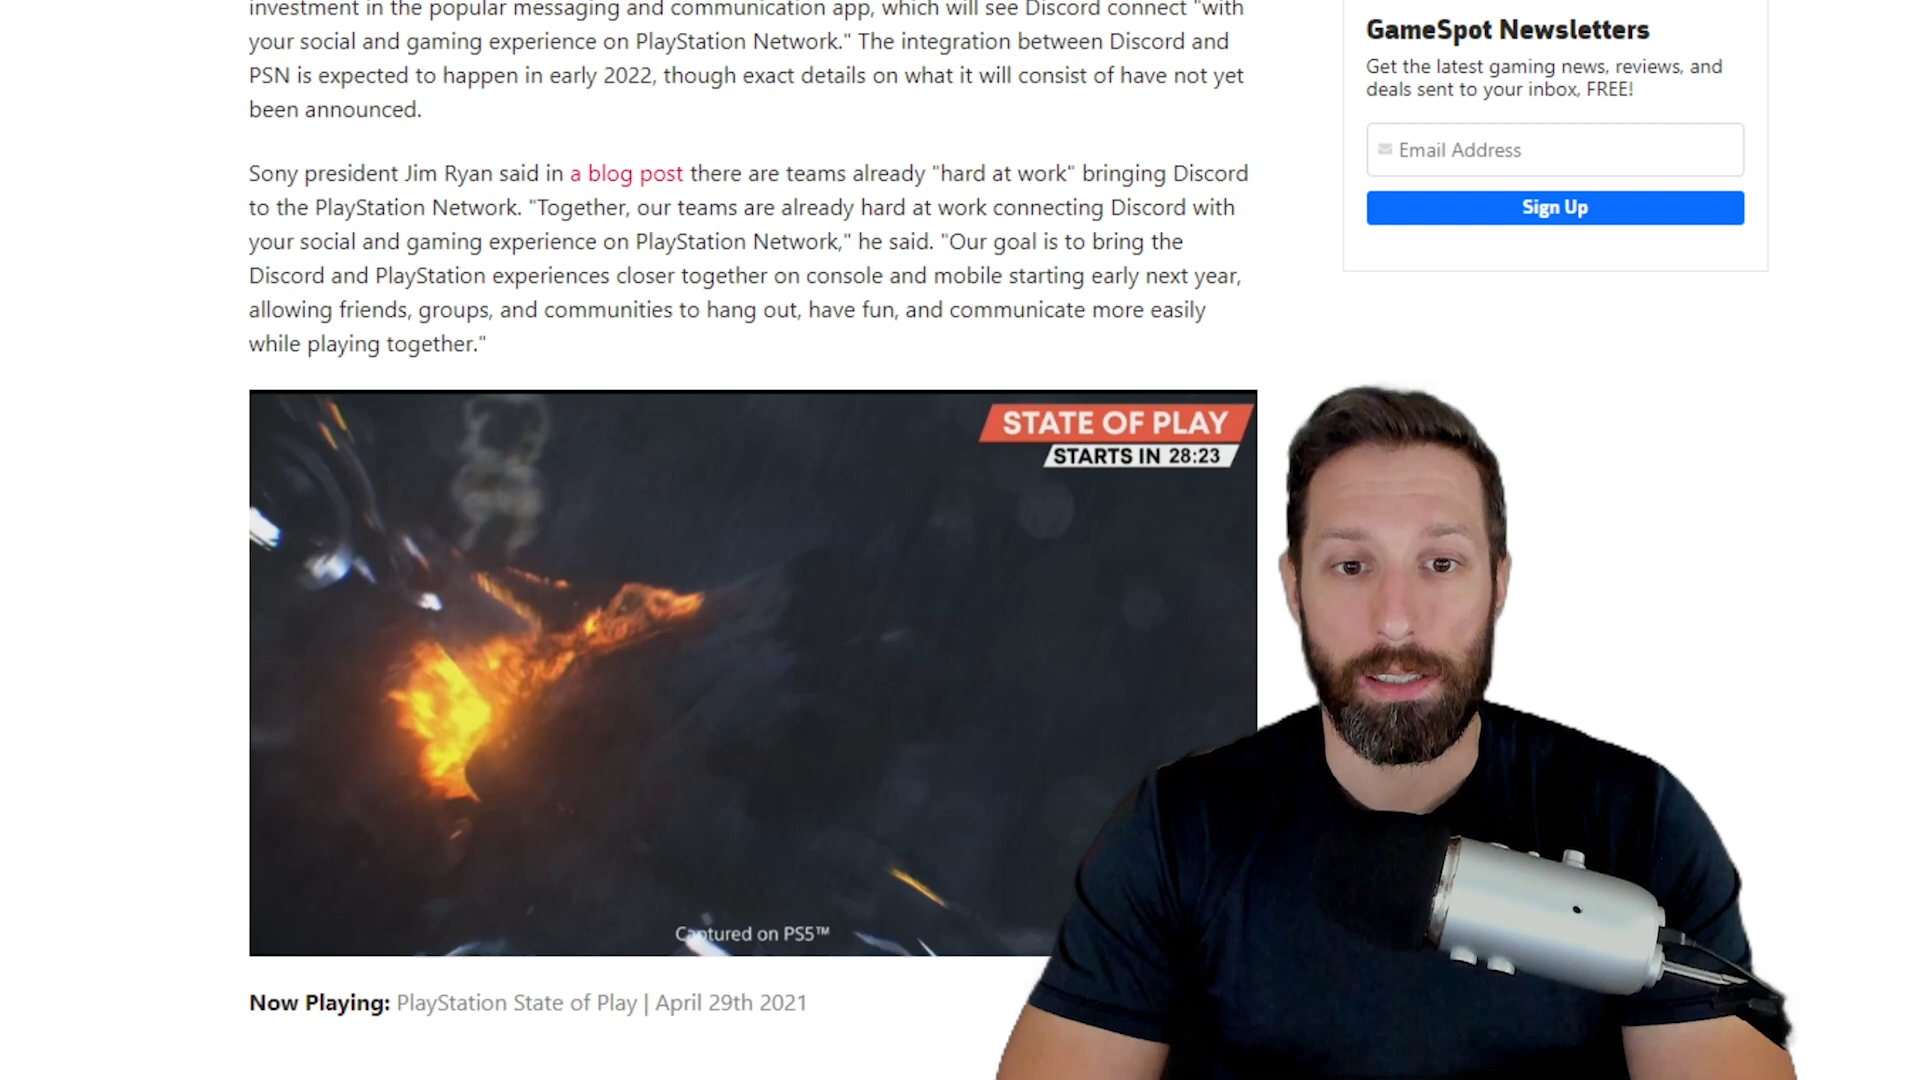 investment in the popular messaging and communication app, which will see Discord connect "with
your social and gaming experience on PlayStation Network." The integration between Discord and
PSN is expected to happen in early 2022, though exact details on what it will consist of have not yet
been announced.
Sony president Jim Ryan said in a blog post there are teams already "hard at work" bringing Discord
to the PlayStation Network. "Together, our teams are already hard at work connecting Discord with
your social and gaming experience on PlayStation Network," he said. "Our goal is to bring the
Discord and PlayStation experiences closer together on console and mobile starting early next year,
allowing friends, groups, and communities to hang out, have fun, and communicate more easily
while playing together."
STATE OF PLAY
STARTS IN 28:23
Captured on PS5™
Now Playing: PlayStation State of Play | April 29th 2021
GameSpot Newsletters
Get the latest gaming news, reviews, and
deals sent to your inbox, FREE!
Email Address
Sign Up